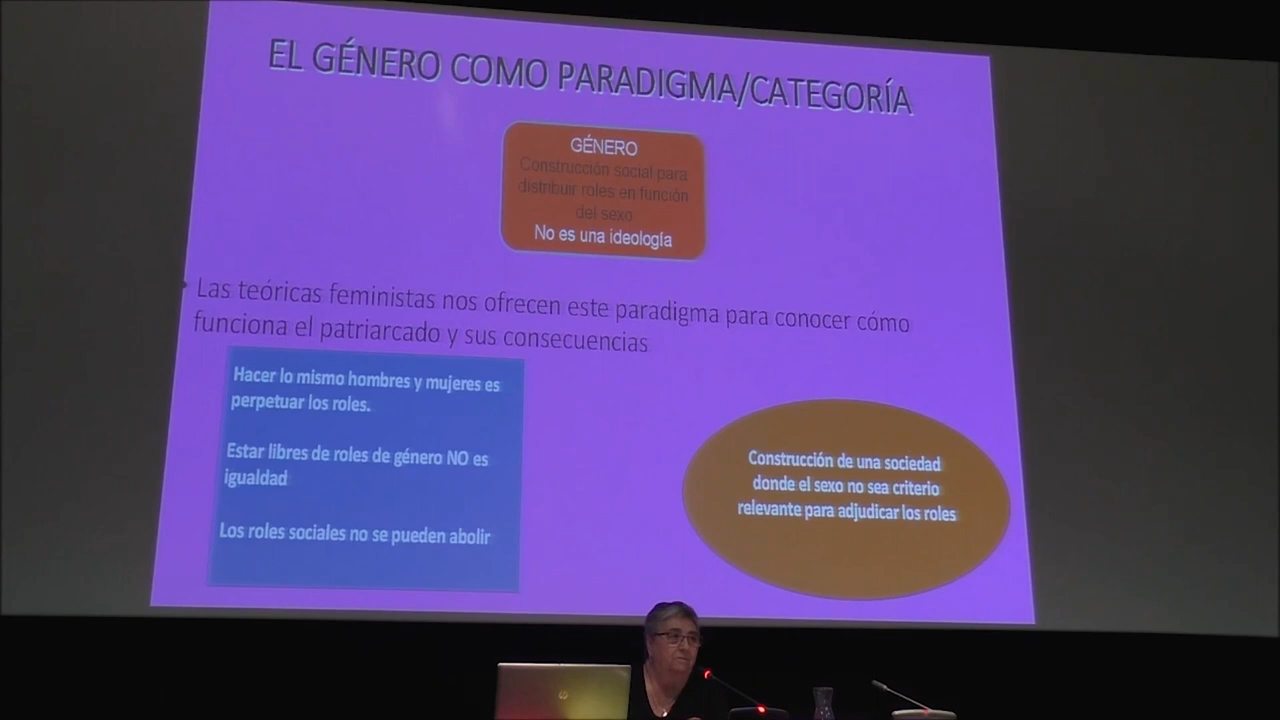 EL GÉNERO COMO PARADIGMA/CATEGORÍA
GÉNERO
Construcción social para
distribuir roles en función
del sexo
No es una ideología
• Las teóricas feministas nos ofrecen este paradigma para conocer cómo
funciona el patriarcado y sus consecuencias
Hacer lo mismo hombres y mujeres es
perpetuar los roles.
Estar libres de roles de género NO es
igualdad
Los roles sociales no se pueden abolir
Construcción de una sociedad
donde el sexo no sea criterio
relevante para adjudicar los roles
hp